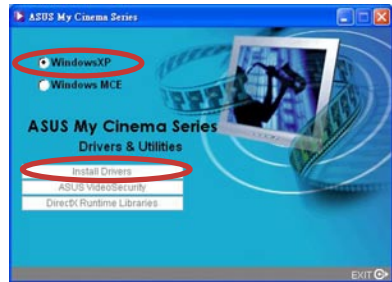 ASUS My Cinema Series
WindowsXP
Windows MCE
ASUS My Cinema Series
Drivers & Utilities
Install Drivers
ASUS VideoSecurity
DirectX Runtime Libraries
EXIT